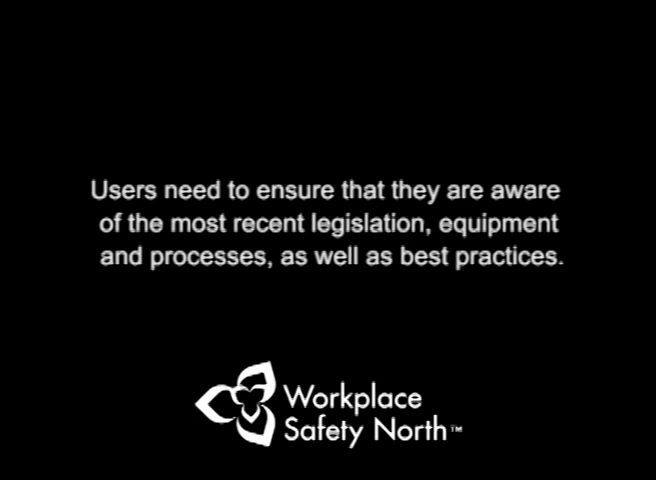 Users need to ensure that they are aware
of the most recent legislation, equipment
and processes, as well as best practices.
Workplace
Safety North™